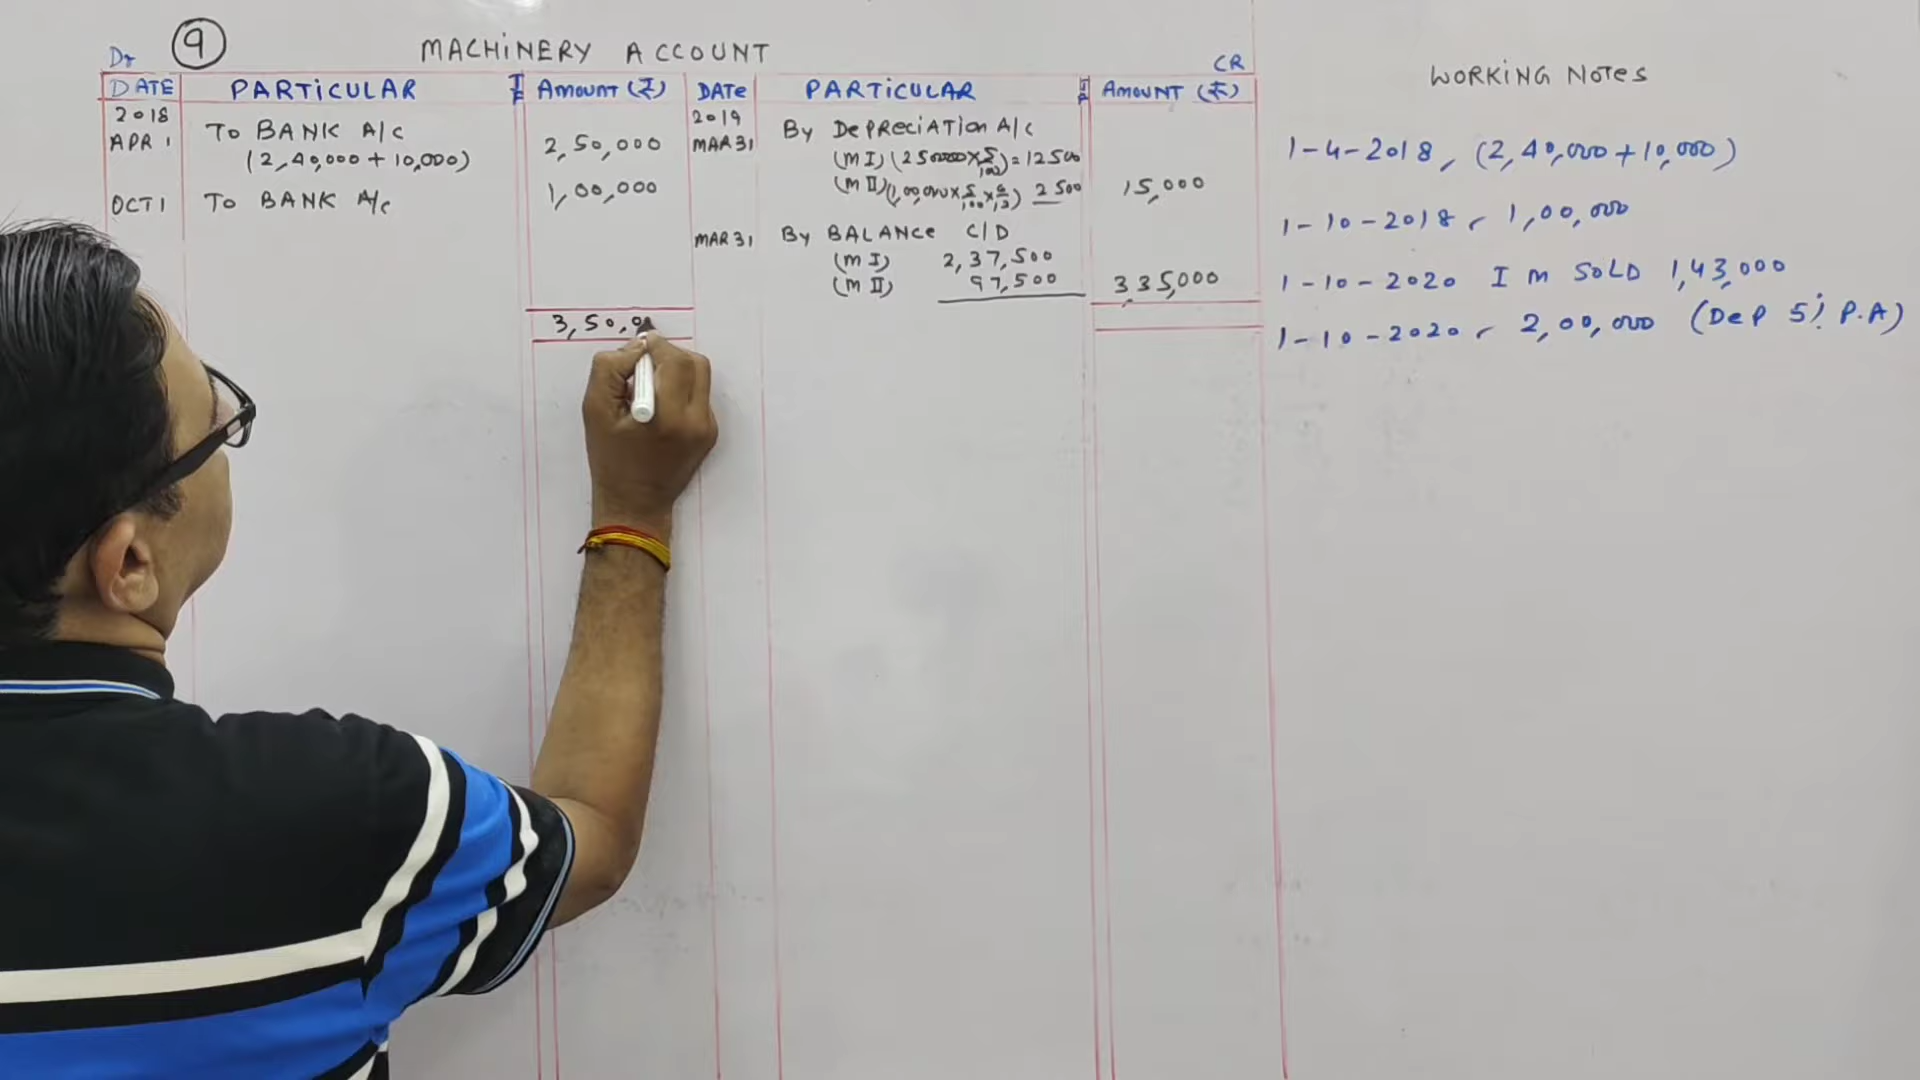 9
MACHINERY ACCOUNT
Dr
CR
DATE PARTICULAR Amount (₹) DATE PARTICULAR AMOUNT (₹)
2018
APR 1 To BANK A/C 2,50,000
(2,40,000 + 10,000)
OCT 1 To BANK A/c 1,00,000
3,50,0
2019
MAR 31 By DePRECiATiON A/C
(M I) (250000 × 5/100) = 12500
(M II) (1,00,000 × 5/100 × 6/12) 2500 15,000
MAR 31 By BALANCe C/D
(M I) 2,37,500
(M II) 97,500 335,000
WORKING NOTES
1-4-2018, (2,40,000 + 10,000)
1-10-2018, 1,00,000
1-10-2020 I M SOLD 1,43,000
1-10-2020, 2,00,000 (DeP 5% P.A)